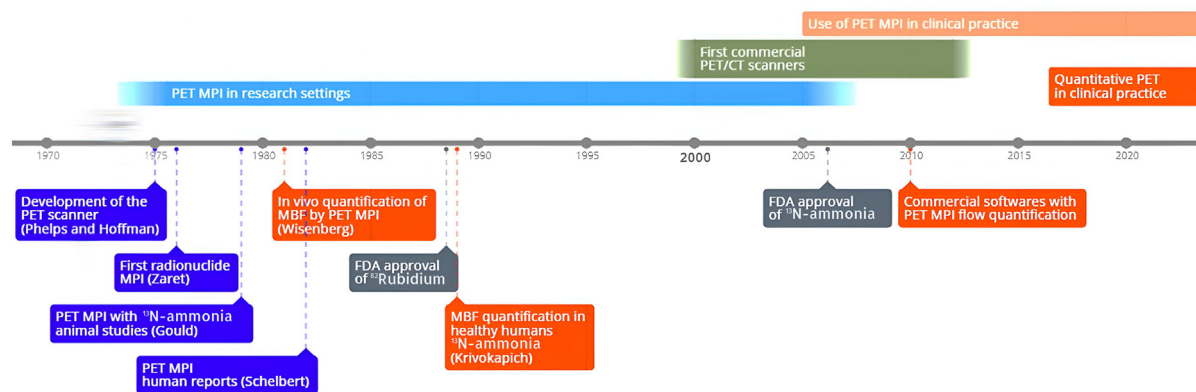 Use of PET MPI in clinical practice
First commercial
PET/CT scanners
Quantitative PET
in clinical practice
PET MPI in research settings
1970
1975
1980
1985
1990
1995
2000
2005
2010
2015
2020
Development of the
PET scanner
(Phelps and Hoffman)
In vivo quantification of
MBF by PET MPI
(Wisenberg)
FDA approval
of ¹³N-ammonia
Commercial softwares with
PET MPI flow quantification
First radionuclide
MPI (Zaret)
FDA approval
of ⁸²Rubidium
PET MPI with ¹³N-ammonia
animal studies (Gould)
MBF quantification in
healthy humans
¹³N-ammonia
(Krivokapich)
PET MPI
human reports (Schelbert)